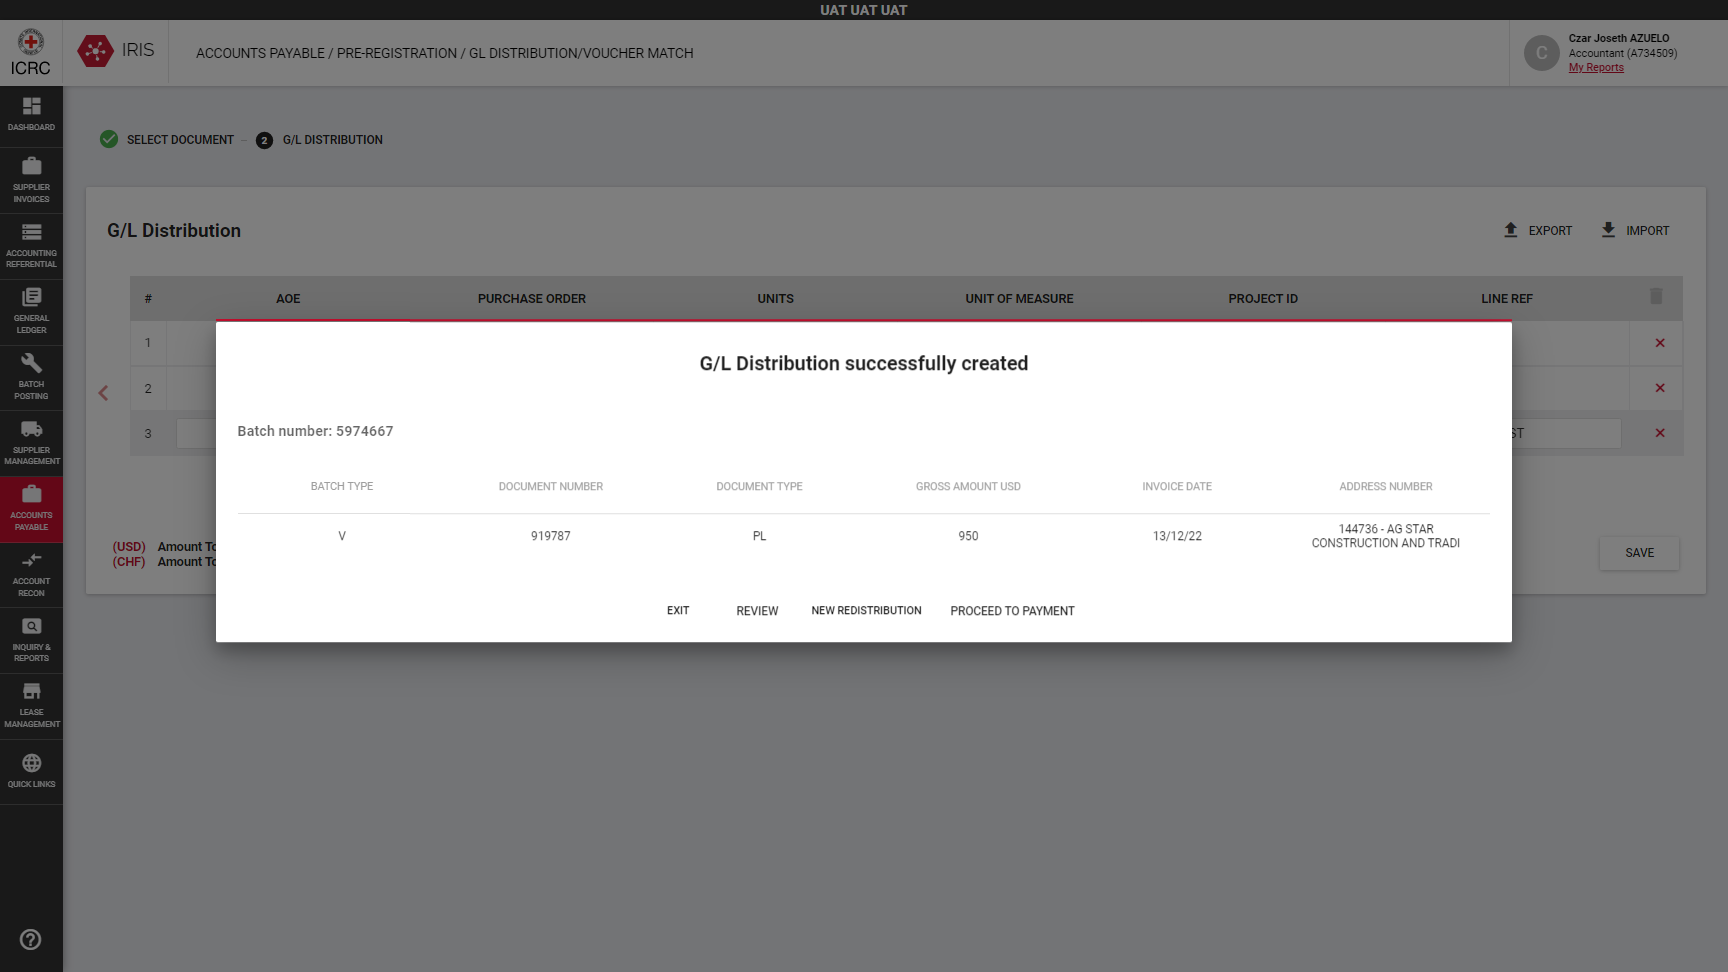 UAT UAT UAT
ICRC
IRIS
ACCOUNTS PAYABLE / PRE-REGISTRATION / GL DISTRIBUTION/VOUCHER MATCH
C
Czar Joseth AZUELO
Accountant (A734509)
My Reports
DASHBOARD
SUPPLIER
INVOICES
ACCOUNTING
REFERENTIAL
GENERAL
LEDGER
BATCH
POSTING
SUPPLIER
MANAGEMENT
ACCOUNTS
PAYABLE
ACCOUNT
RECON
INQUIRY &
REPORTS
LEASE
MANAGEMENT
QUICK LINKS
SELECT DOCUMENT
2 G/L DISTRIBUTION
G/L Distribution
EXPORT
IMPORT
# AOE PURCHASE ORDER UNITS UNIT OF MEASURE PROJECT ID LINE REF
1
2
3
ST
G/L Distribution successfully created
Batch number: 5974667
BATCH TYPE DOCUMENT NUMBER DOCUMENT TYPE GROSS AMOUNT USD INVOICE DATE ADDRESS NUMBER
V 919787 PL 950 13/12/22 144736 - AG STAR
CONSTRUCTION AND TRADI
EXIT REVIEW NEW REDISTRIBUTION PROCEED TO PAYMENT
(USD) Amount To
(CHF) Amount To
SAVE